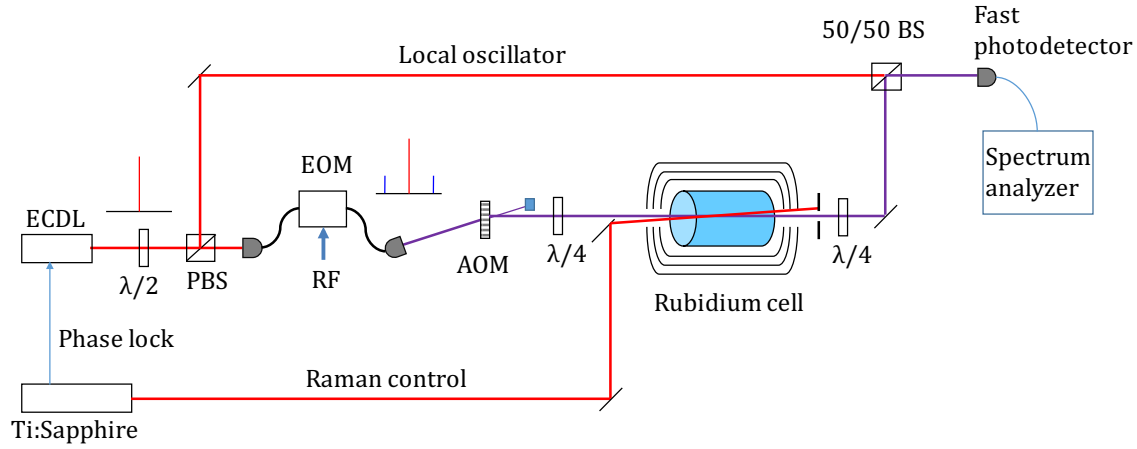 50/50 BS
Fast
photodetector
Local oscillator
EOM
Spectrum
analyzer
ECDL
λ/2
PBS
RF
AOM
λ/4
λ/4
Rubidium cell
Phase lock
Raman control
Ti:Sapphire